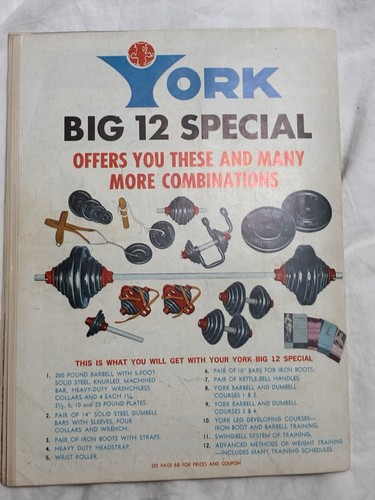 YORK
BIG 12 SPECIAL
OFFERS YOU THESE AND MANY
MORE COMBINATIONS
THIS IS WHAT YOU WILL GET WITH YOUR YORK BIG 12 SPECIAL
1. 200 POUND BARBELL WITH 5-FOOT
SOLID STEEL, KNURLED, MACHINED
BAR, HEAVY-DUTY WRENCHLESS
COLLARS AND 4 EACH 1¼,
2½, 5, 10 and 25 POUND PLATES.
2. PAIR OF 14" SOLID STEEL DUMBELL
BARS WITH SLEEVES, FOUR
COLLARS AND WRENCH.
3. PAIR OF IRON BOOTS WITH STRAPS.
4. HEAVY DUTY HEADSTRAP.
5. WRIST ROLLER.
6. PAIR OF 18" BARS FOR IRON BOOTS.
7. PAIR OF KETTLE-BELL HANDLES.
8. YORK BARBELL AND DUMBELL
COURSES 1 & 2.
9. YORK BARBELL AND DUMBELL
COURSES 3 & 4.
10. YORK LEG DEVELOPING COURSES—
IRON BOOT AND BARBELL TRAINING.
11. SWINGBELL SYSTEM OF TRAINING.
12. ADVANCED METHODS OF WEIGHT TRAINING
—INCLUDES MANY TRAINING SCHEDULES.
SEE PAGE 68 FOR PRICES AND COUPON